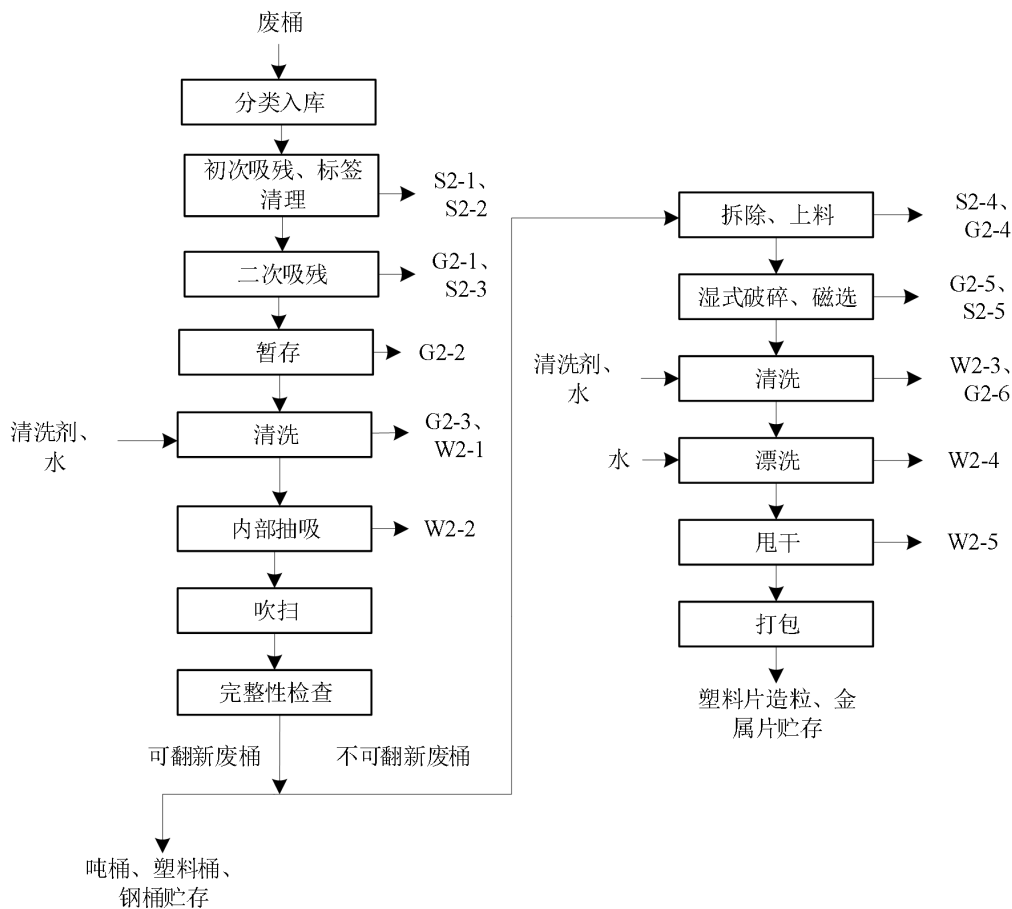 废桶
分类入库
初次吸残、标签
清理
S2-1、
S2-2
二次吸残
G2-1、
S2-3
暂存
G2-2
清洗剂、
水
清洗
G2-3、
W2-1
内部抽吸
W2-2
吹扫
完整性检查
可翻新废桶
不可翻新废桶
吨桶、塑料桶、
钢桶贮存
拆除、上料
S2-4、
G2-4
湿式破碎、磁选
G2-5、
S2-5
清洗剂、
水
清洗
W2-3、
G2-6
水
漂洗
W2-4
甩干
W2-5
打包
塑料片造粒、金
属片贮存